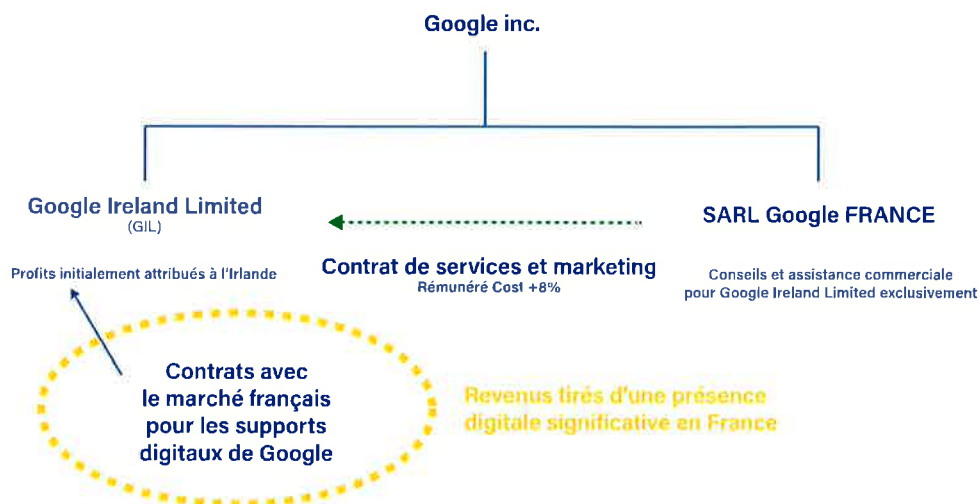 Google inc.
Google Ireland Limited
(GIL)
SARL Google FRANCE
Profits initialement attribués à l'Irlande
Contrat de services et marketing
Rémunéré Cost +8%
Conseils et assistance commerciale
pour Google Ireland Limited exclusivement
Contrats avec
le marché français
pour les supports
digitaux de Google
Revenus tirés d'une présence
digitale significative en France